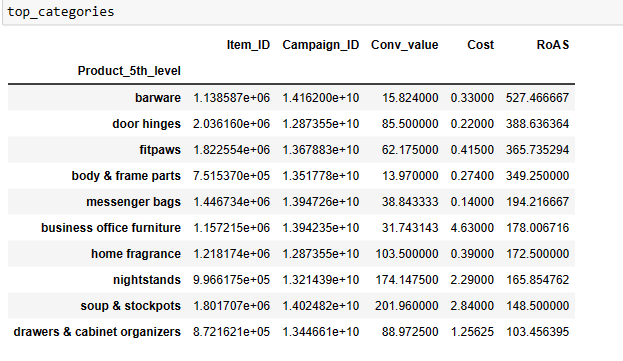 top_categories
Item_ID Campaign_ID Conv_value Cost RoAS
Product_5th_level
barware 1.138587e+06 1.416200e+10 15.824000 0.33000 527.466667
door hinges 2.036160e+06 1.287355e+10 85.500000 0.22000 388.636364
fitpaws 1.822554e+06 1.367883e+10 62.175000 0.41500 365.735294
body & frame parts 7.515370e+05 1.351778e+10 13.970000 0.27400 349.250000
messenger bags 1.446734e+06 1.394726e+10 38.843333 0.14000 194.216667
business office furniture 1.157215e+06 1.394235e+10 31.743143 4.63000 178.006716
home fragrance 1.218174e+06 1.287355e+10 103.500000 0.39000 172.500000
nightstands 9.966175e+05 1.321439e+10 174.147500 2.29000 165.854762
soup & stockpots 1.801707e+06 1.402482e+10 201.960000 2.84000 148.500000
drawers & cabinet organizers 8.721621e+05 1.344661e+10 88.972500 1.25625 103.456395